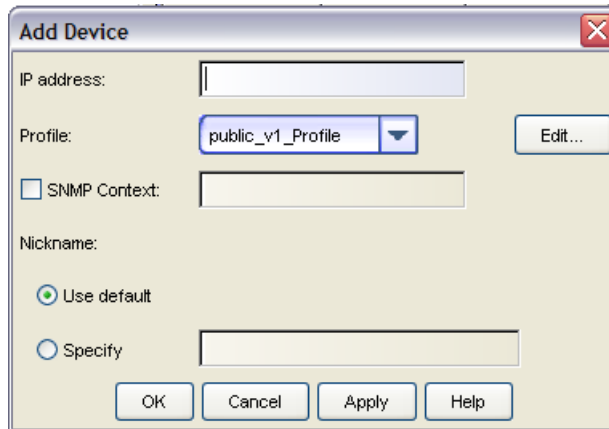 Add Device
IP address:
Profile: public_v1_Profile Edit...
SNMP Context:
Nickname:
Use default
Specify
OK Cancel Apply Help